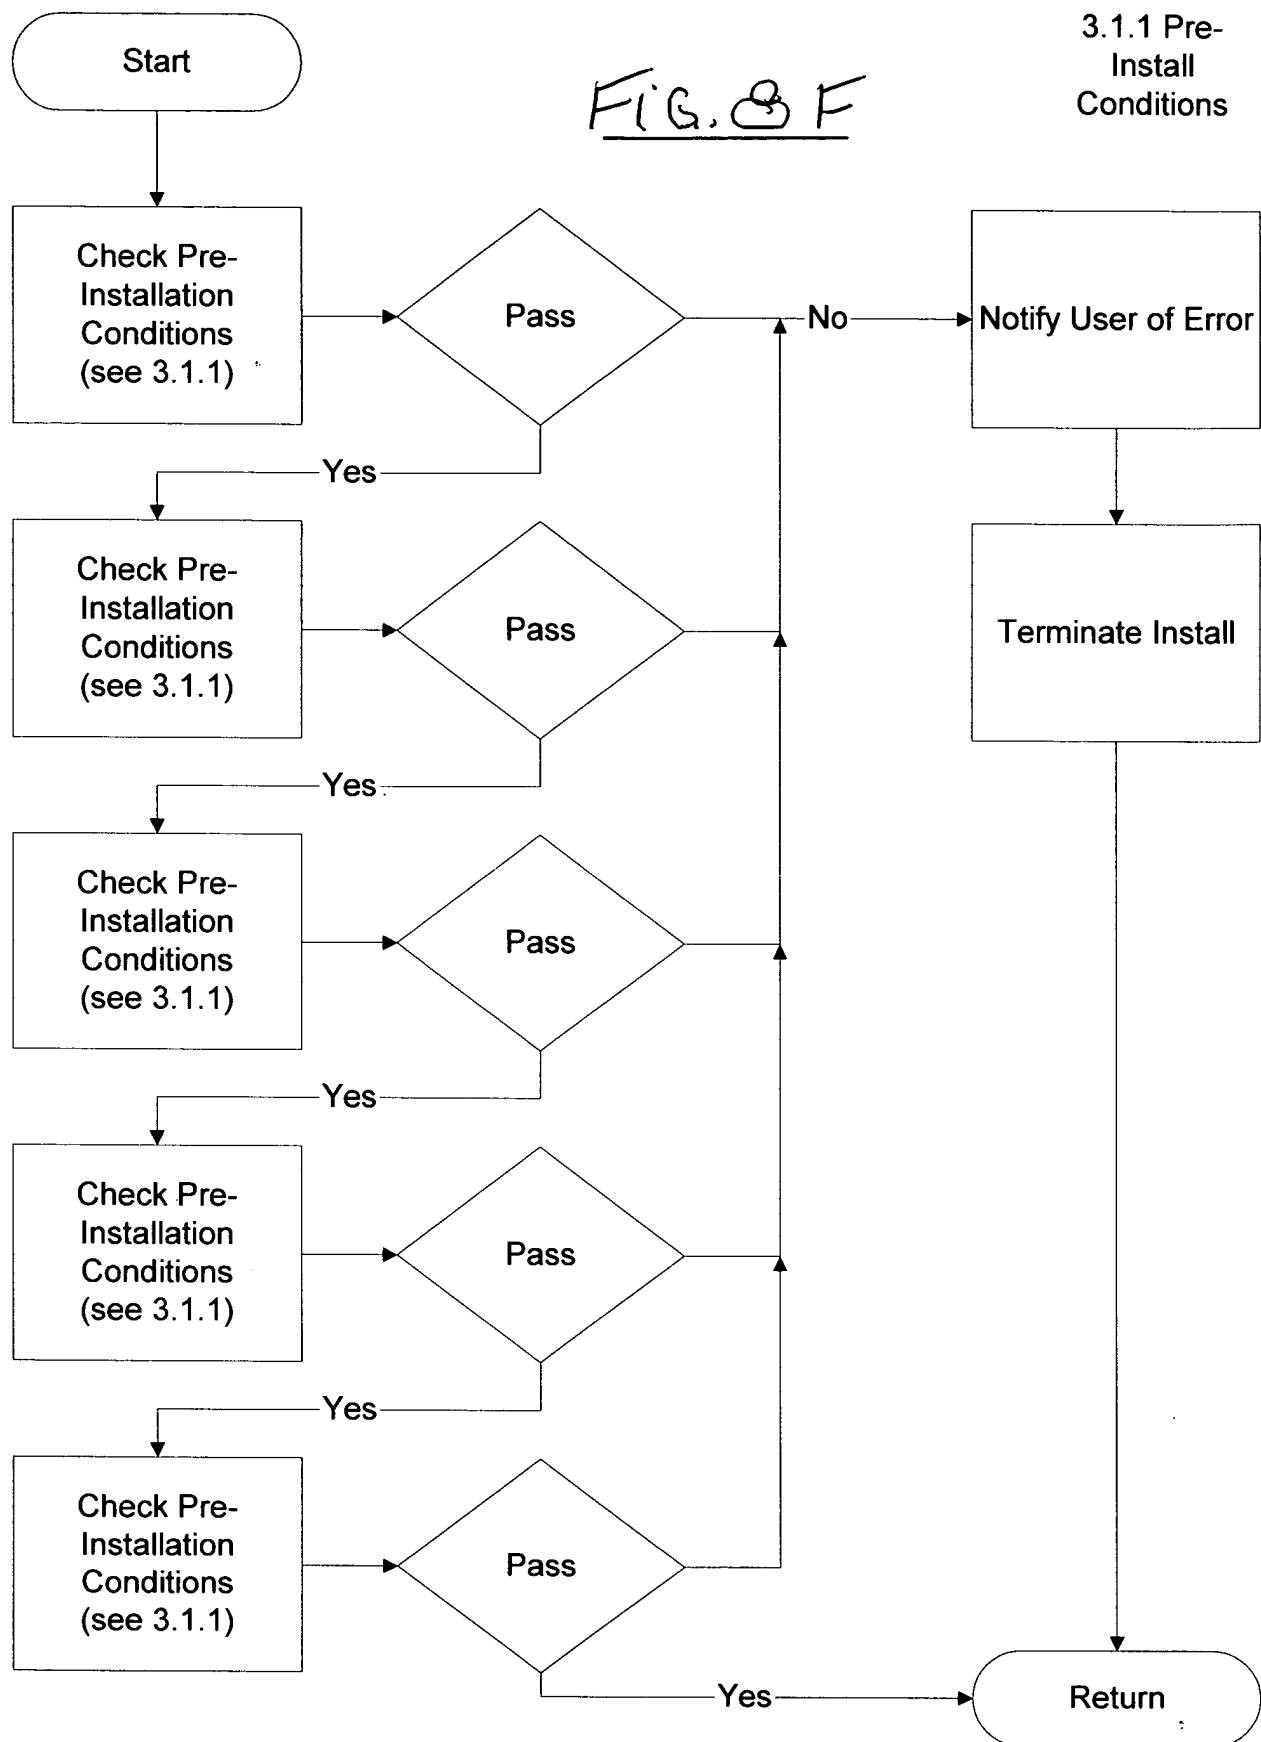 Start
FIG. 8 F
3.1.1 Pre-
Install
Conditions
Check Pre-
Installation
Conditions
(see 3.1.1)
Pass
No
Notify User of Error
Yes
Check Pre-
Installation
Conditions
(see 3.1.1)
Pass
Terminate Install
Yes
Check Pre-
Installation
Conditions
(see 3.1.1)
Pass
Yes
Check Pre-
Installation
Conditions
(see 3.1.1)
Pass
Yes
Check Pre-
Installation
Conditions
(see 3.1.1)
Pass
Yes
Return